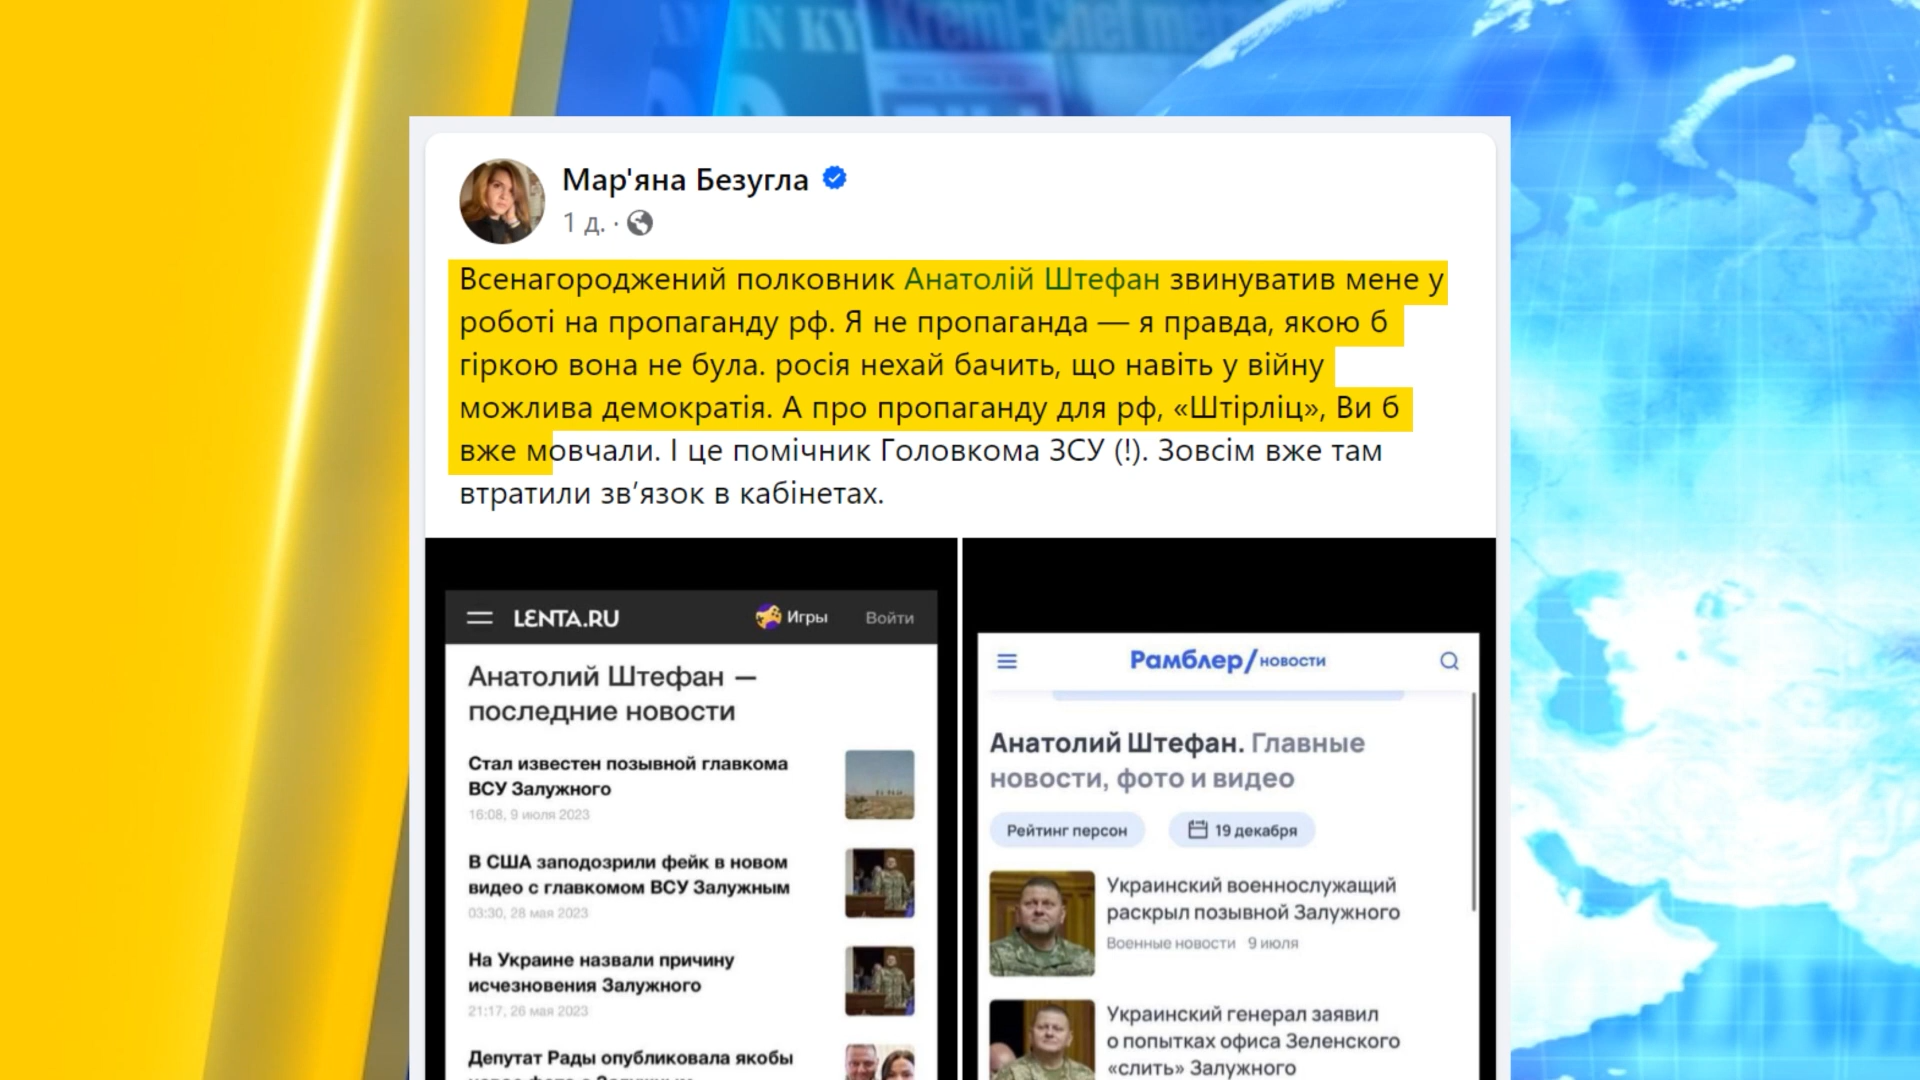 IN KY
Kreml-Chef
Мар'яна Безугла
1 д. ·
Всенагороджений полковник Анатолій Штефан звинуватив мене у
роботі на пропаганду рф. Я не пропаганда — я правда, якою б
гіркою вона не була. росія нехай бачить, що навіть у війну
можлива демократія. А про пропаганду для рф, «Штірліц», Ви б
вже мовчали. І це помічник Головкома ЗСУ (!). Зовсім вже там
втратили зв’язок в кабінетах.
LENTA.RU
Игры
Войти
Анатолий Штефан —
последние новости
Стал известен позывной главкома
ВСУ Залужного
16:08, 9 июля 2023
В США заподозрили фейк в новом
видео с главкомом ВСУ Залужным
03:30, 28 мая 2023
На Украине назвали причину
исчезновения Залужного
21:17, 26 мая 2023
Депутат Рады опубликовала якобы
Рамблер/новости
Анатолий Штефан. Главные
новости, фото и видео
Рейтинг персон
19 декабря
Украинский военнослужащий
раскрыл позывной Залужного
Военные новости 9 июля
Украинский генерал заявил
о попытках офиса Зеленского
«слить» Залужного